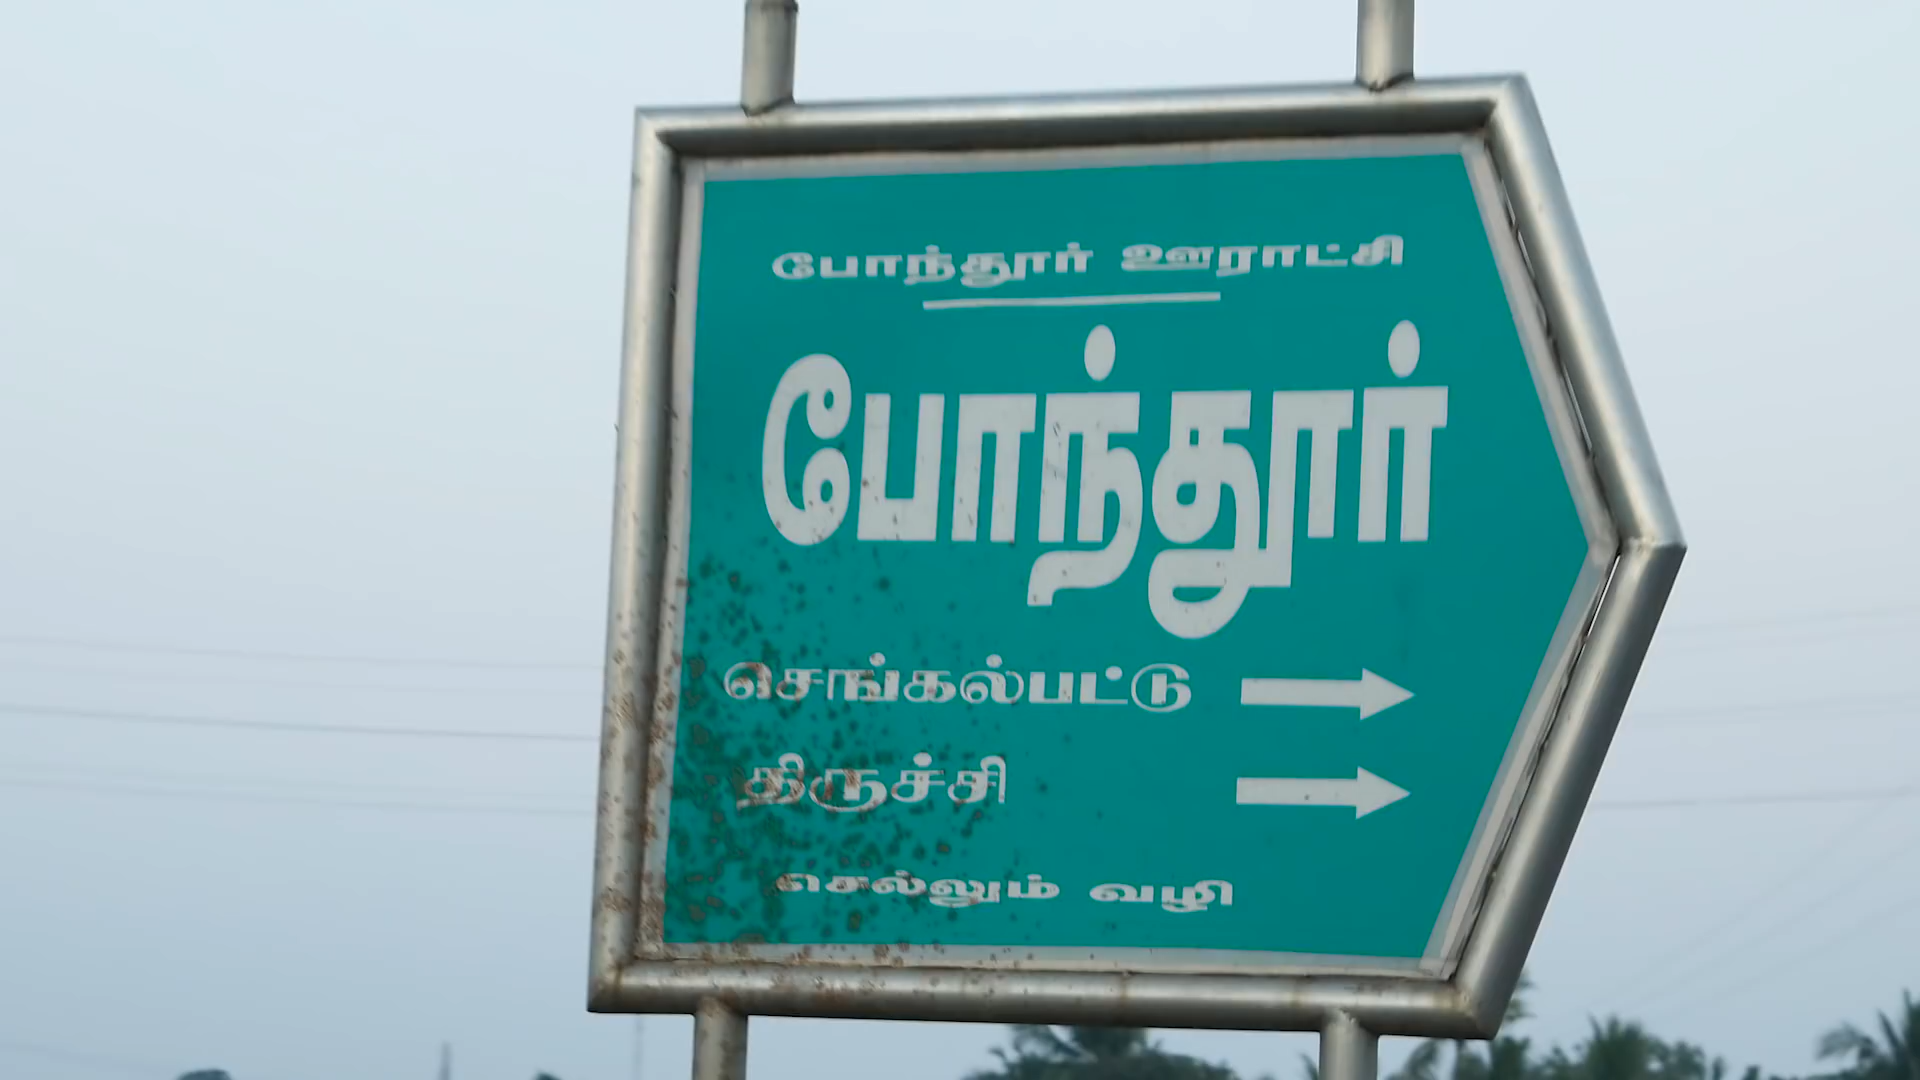 போந்தூர் ஊராட்சி
போந்தூர்
செங்கல்பட்டு
திருச்சி
செல்லும் வழி